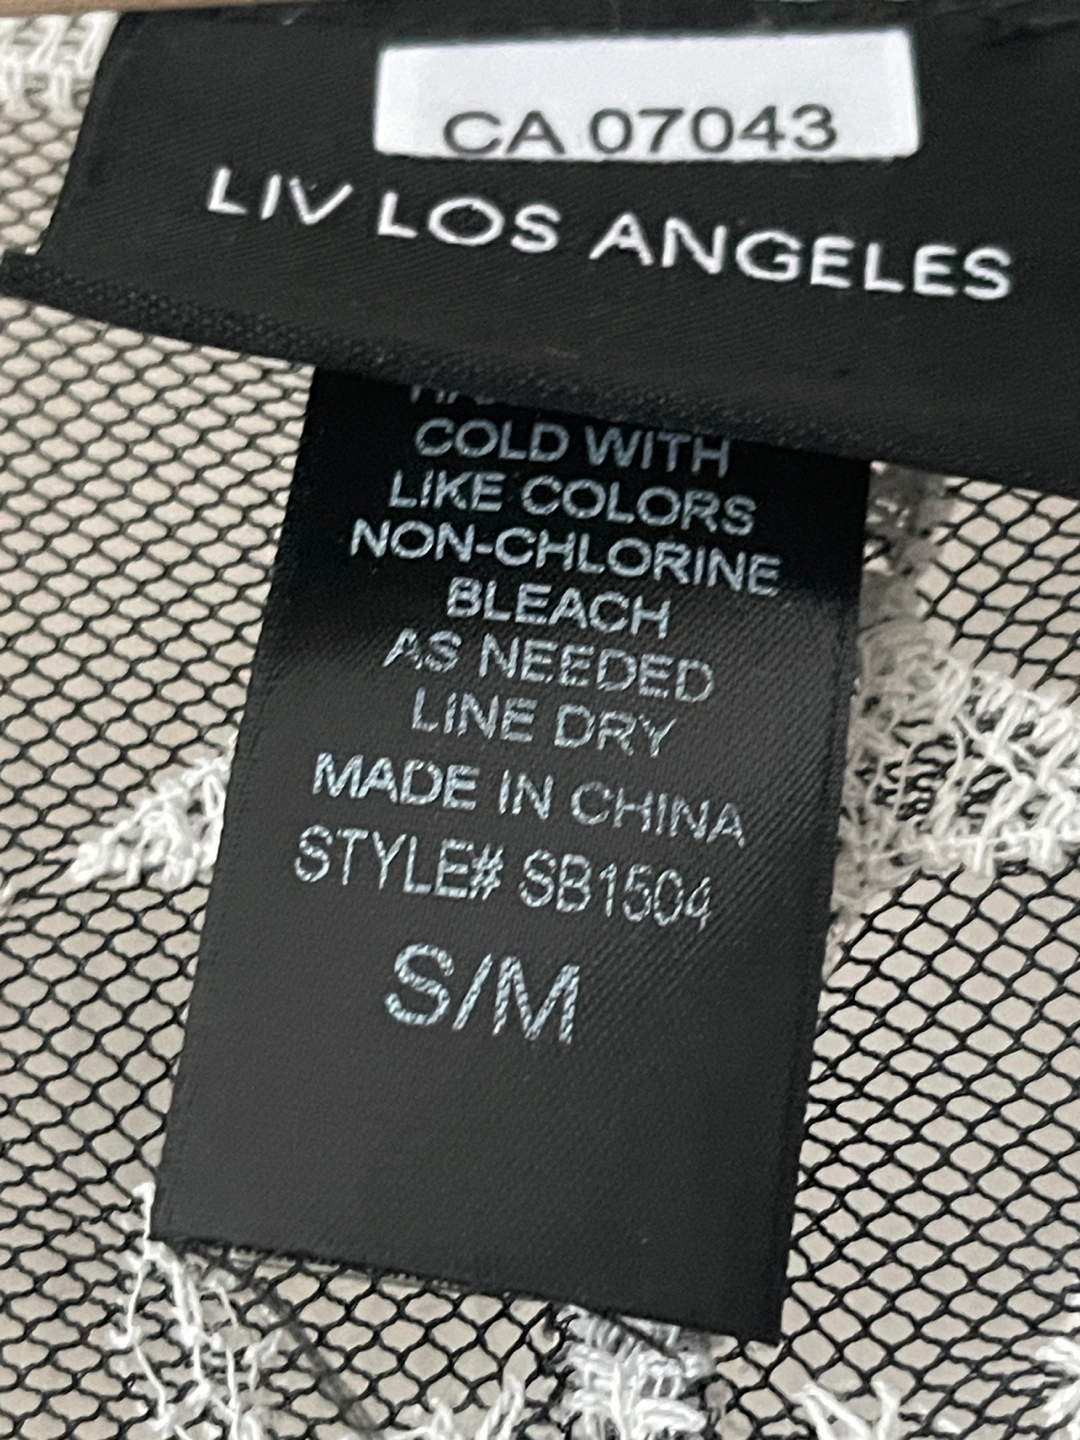 CA 07043
LIV LOS ANGELES
COLD WITH
LIKE COLORS
NON-CHLORINE
BLEACH
AS NEEDED
LINE DRY
MADE IN CHINA
STYLE# SB1504
S/M